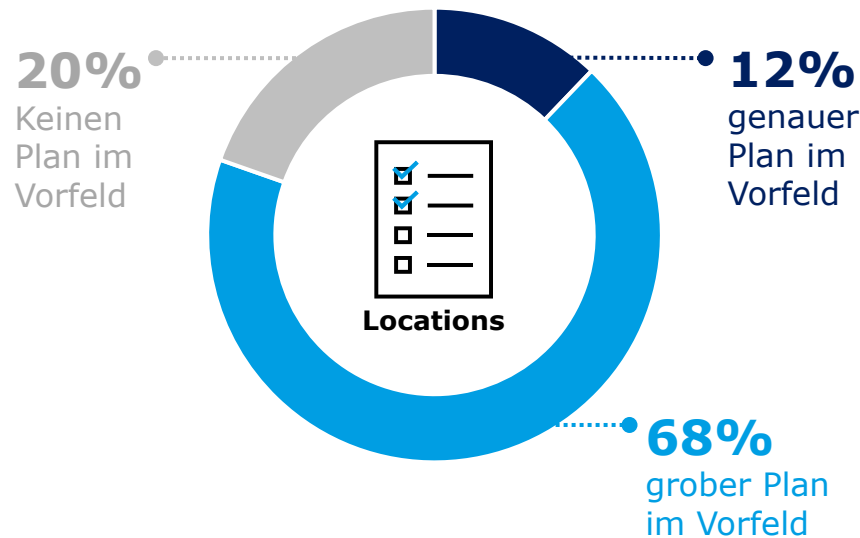 20%
Keinen
Plan im
Vorfeld
12%
genauer
Plan im
Vorfeld
Locations
68%
grober Plan
im Vorfeld